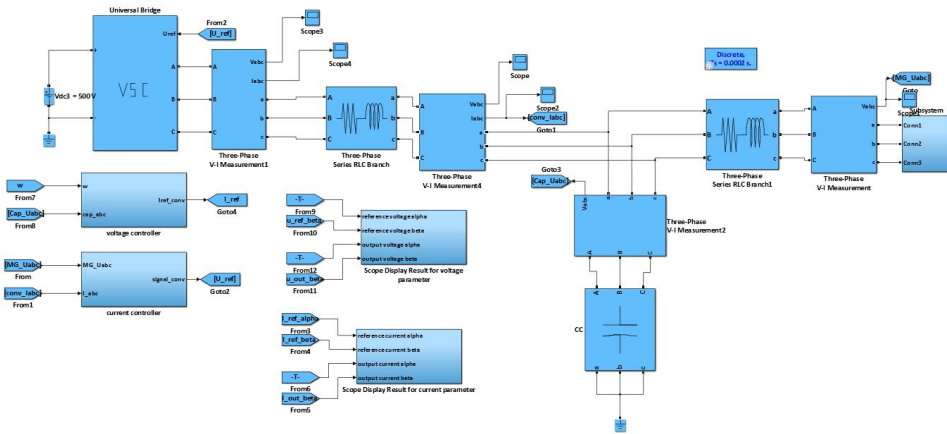 Universal Bridge
Uref
From2
[U_ref]
Scope3
Scope4
Scope
Scope2
[conv_Iabc]
Goto1
Discrete,
Ts = 0.0002 s.
[MG_Uabc]
Goto
Scope1
Subsystem
Vdc3 = 500V
+
-
VSC
A
B
C
A
B
C
Vabc
Iabc
a
b
c
Three-Phase
V-I Measurement1
A
B
C
a
b
c
Three-Phase
Series RLC Branch
A
B
C
Vabc
Iabc
a
b
c
Three-Phase
V-I Measurement4
A
B
C
a
b
c
Three-Phase
Series RLC Branch1
A
B
C
Vabc
a
b
c
Three-Phase
V-I Measurement
Conn1
Conn2
Conn3
Goto3
[Cap_Uabc]
Vabc
a
b
c
A
B
C
Three-Phase
V-I Measurement2
A
B
C
CC
a
b
c
w
From7
[Cap_Uabc]
From8
w
cap_abc
Iref_conv
voltage controller
I_ref
Goto4
[MG_Uabc]
From
[conv_Iabc]
From1
MG_Uabc
I_abc
signel_conv
current controller
[U_ref]
Goto2
-T-
From9
u_ref_beta
From10
-T-
From12
u_out_beta
From11
reference voltage alpha
reference voltage beta
output voltage alpha
output voltage beta
Scope Display Result for voltage
parameter
I_ref_alpha
From3
I_ref_beta
From4
-T-
From6
I_out_beta
From5
reference current alpha
reference current beta
output current alpha
output current beta
Scope Display Result for current parameter